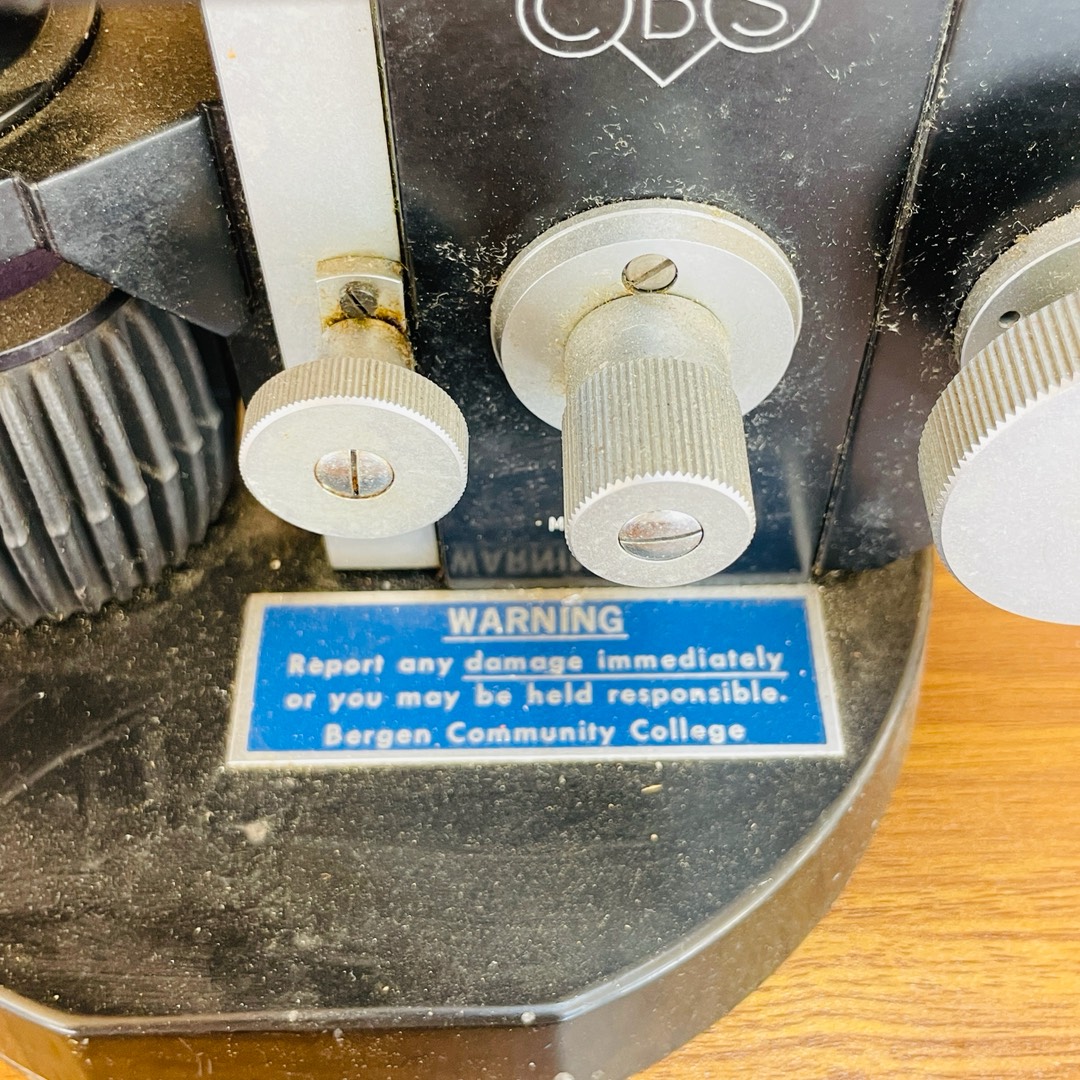 CBS
M
WARNING
Report any damage immediately
or you may be held responsible.
Bergen Community College